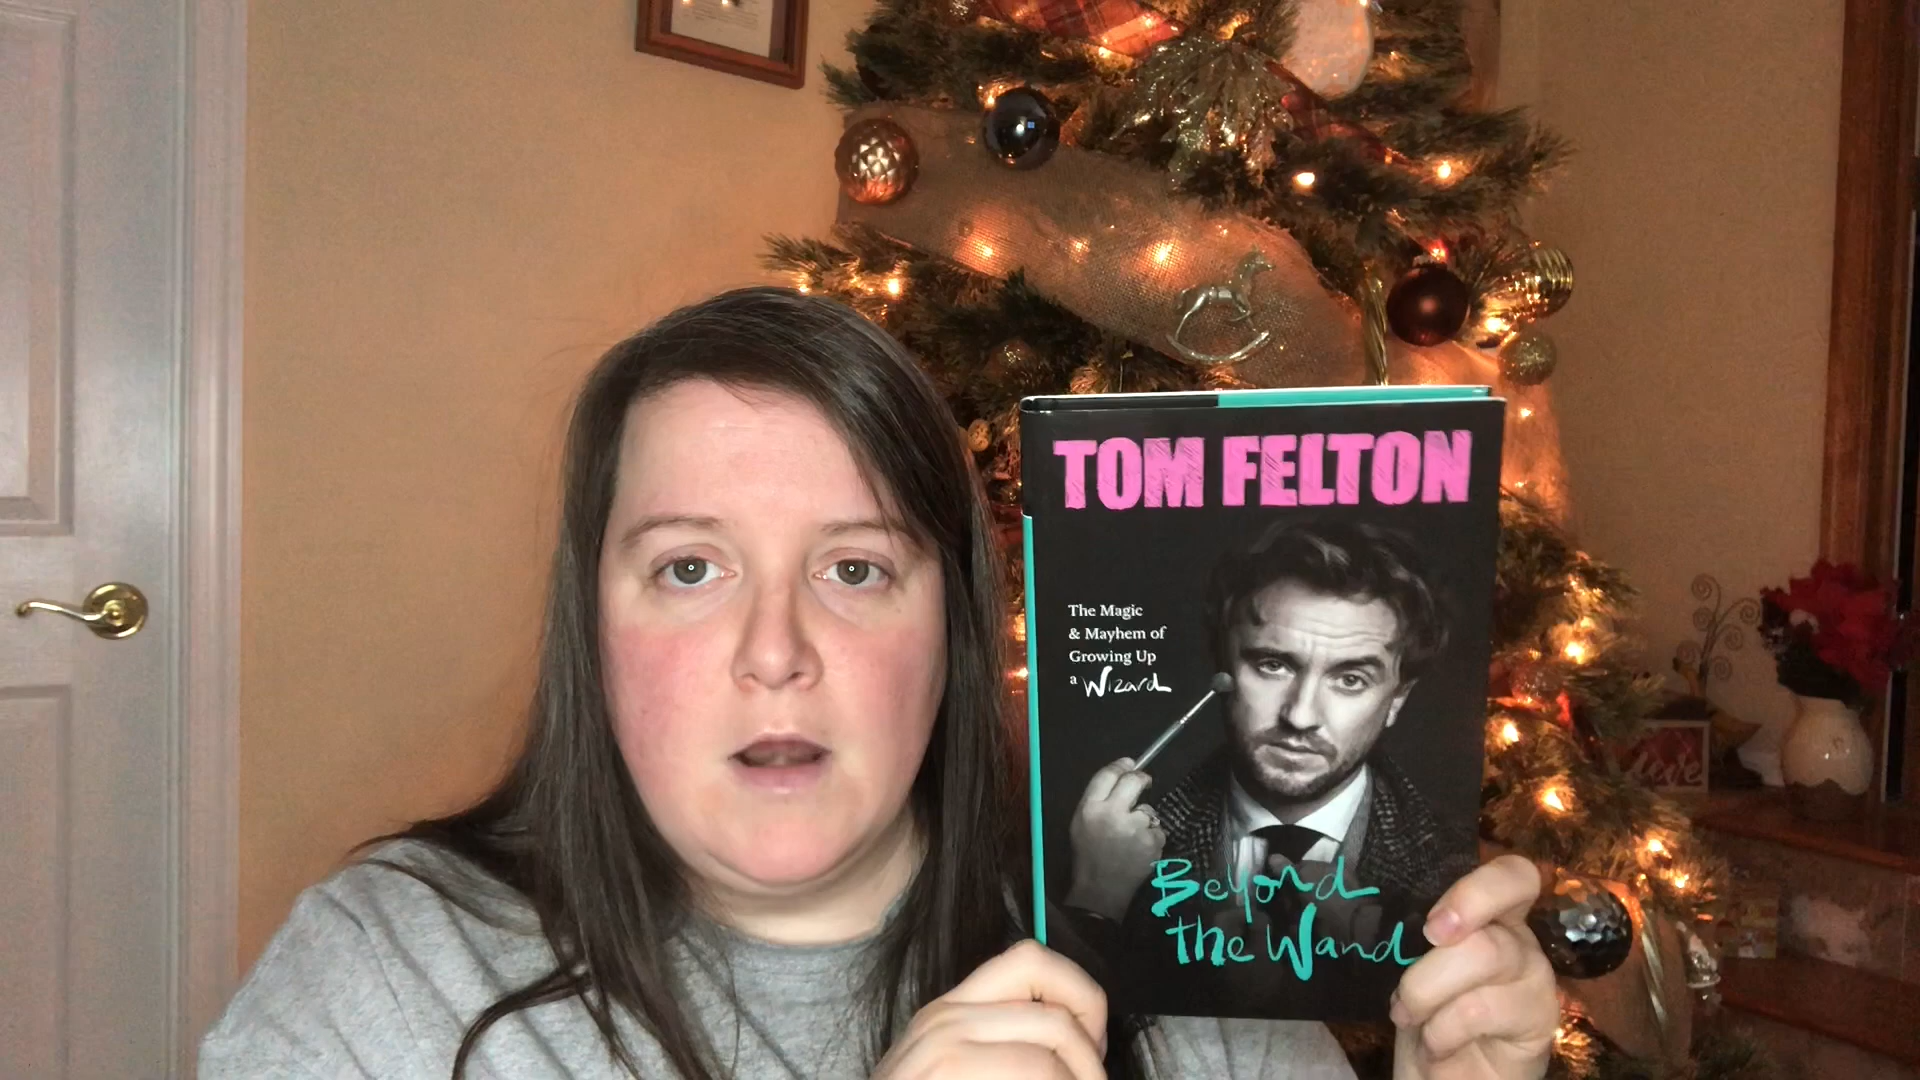 TOM FELTON
The Magic
& Mayhem of
Growing Up
a Wizard
Beyond
the Wand